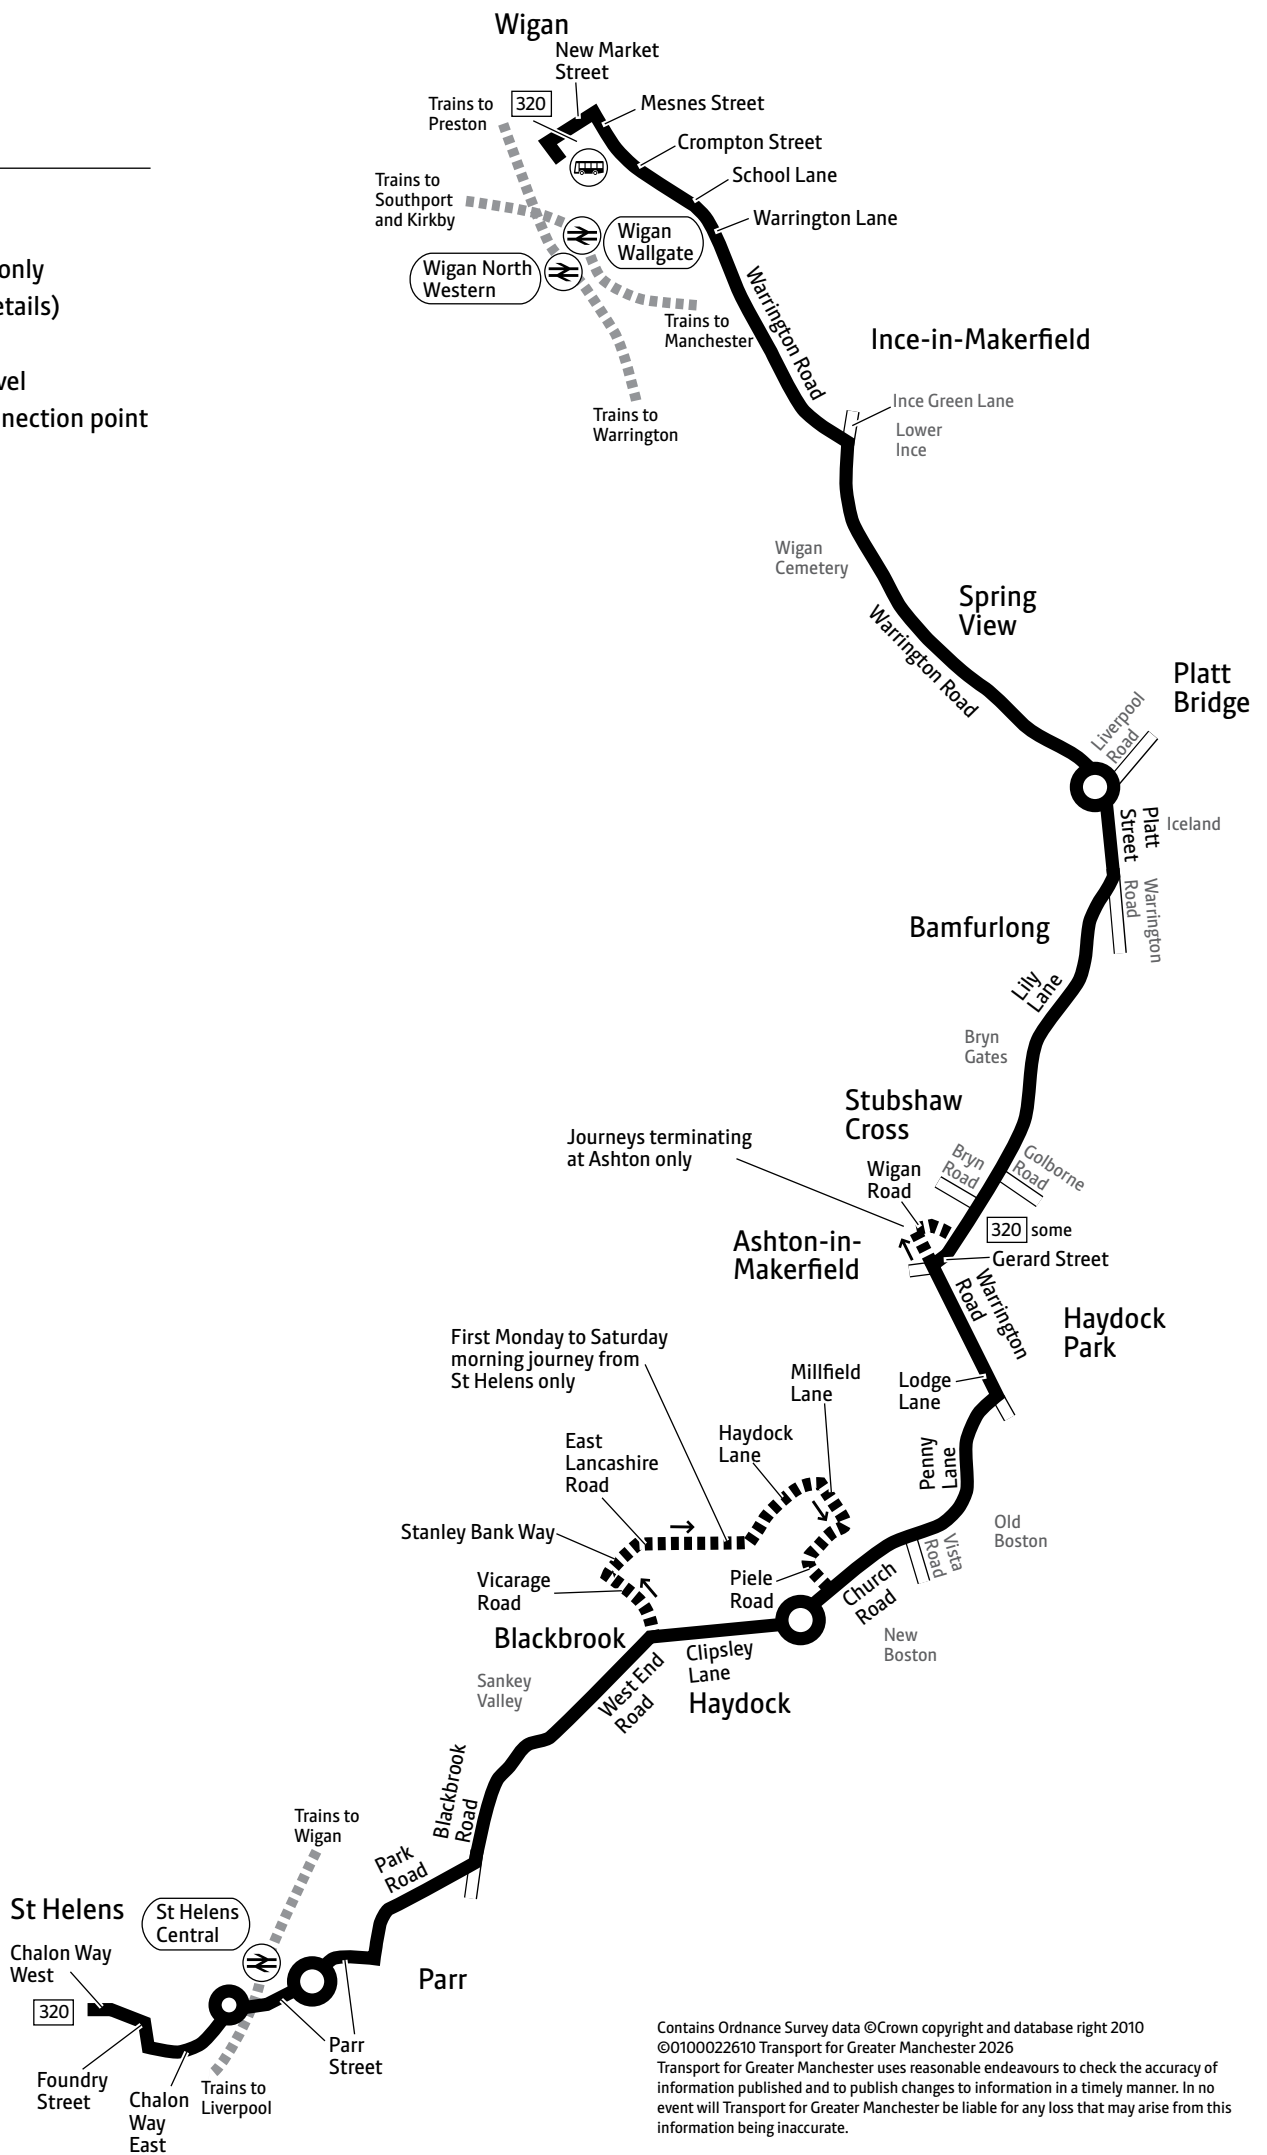 Wigan
New Market
Street
320
Mesnes Street
Trains to
Preston
Crompton Street
School Lane
Trains to
Southport
and Kirkby
Warrington Lane
Wigan
Wallgate
Wigan North
Western
only
etails)
Trains to
Manchester
Warrington Road
Ince-in-Makerfield
vel
nection point
Trains to
Warrington
Ince Green Lane
Lower
Ince
Wigan
Cemetery
Spring
View
Warrington Road
Platt
Bridge
Liverpool
Road
Platt
Street
Iceland
Warrington
Road
Bamfurlong
Lily
Lane
Bryn
Gates
Stubshaw
Cross
Journeys terminating
at Ashton only
Wigan
Road
Bryn
Road
Golborne
Road
320 some
Ashton-in-
Makerfield
Gerard Street
Warrington
Road
Haydock
Park
First Monday to Saturday
morning journey from
St Helens only
Millfield
Lane
Lodge
Lane
Haydock
Lane
East
Lancashire
Road
Penny
Lane
Stanley Bank Way
Old
Boston
Vista
Road
Vicarage
Road
Piele
Road
Church
Road
Blackbrook
New
Boston
Clipsley
Lane
Sankey
Valley
West End
Road
Haydock
Blackbrook
Road
Trains to
Wigan
Park
Road
St Helens
St Helens
Central
Chalon Way
West
Parr
320
Parr
Street
Foundry
Street
Chalon
Way
East
Trains to
Liverpool
Contains Ordnance Survey data ©Crown copyright and database right 2010
©0100022610 Transport for Greater Manchester 2026
Transport for Greater Manchester uses reasonable endeavours to check the accuracy of
information published and to publish changes to information in a timely manner. In no
event will Transport for Greater Manchester be liable for any loss that may arise from this
information being inaccurate.